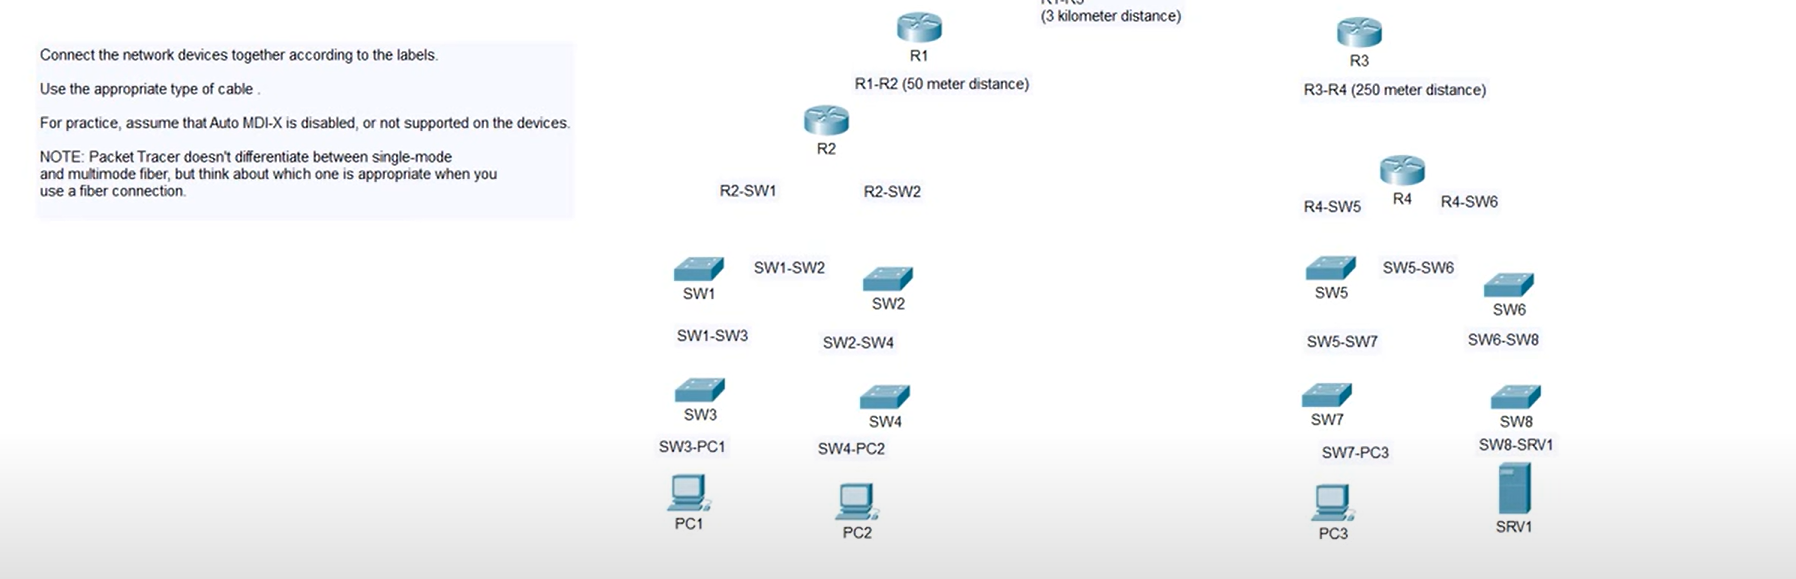 (3 kilometer distance)
Connect the network devices together according to the labels.
Use the appropriate type of cable .
For practice, assume that Auto MDI-X is disabled, or not supported on the devices.
NOTE: Packet Tracer doesn't differentiate between single-mode
and multimode fiber, but think about which one is appropriate when you
use a fiber connection.
R1
R1-R2 (50 meter distance)
R2
R2-SW1
R2-SW2
SW1-SW2
SW1
SW2
SW1-SW3
SW2-SW4
SW3
SW4
SW3-PC1
SW4-PC2
PC1
PC2
R3
R3-R4 (250 meter distance)
R4
R4-SW5
R4-SW6
SW5-SW6
SW5
SW6
SW5-SW7
SW6-SW8
SW7
SW8
SW7-PC3
SW8-SRV1
PC3
SRV1